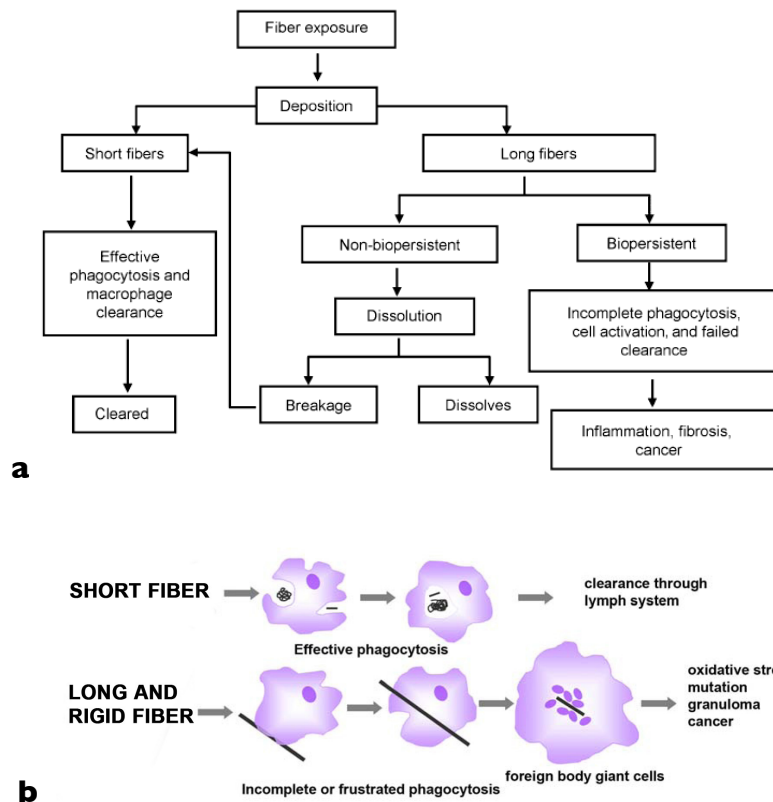 Fiber exposure
Deposition
Short fibers
Long fibers
Non-biopersistent
Biopersistent
Effective
phagocytosis and
macrophage
clearance
Dissolution
Incomplete phagocytosis,
cell activation, and failed
clearance
Cleared
Breakage
Dissolves
Inflammation, fibrosis,
cancer
a
SHORT FIBER
clearance through
lymph system
Effective phagocytosis
LONG AND
RIGID FIBER
oxidative stre
mutation
granuloma
cancer
Incomplete or frustrated phagocytosis
foreign body giant cells
b